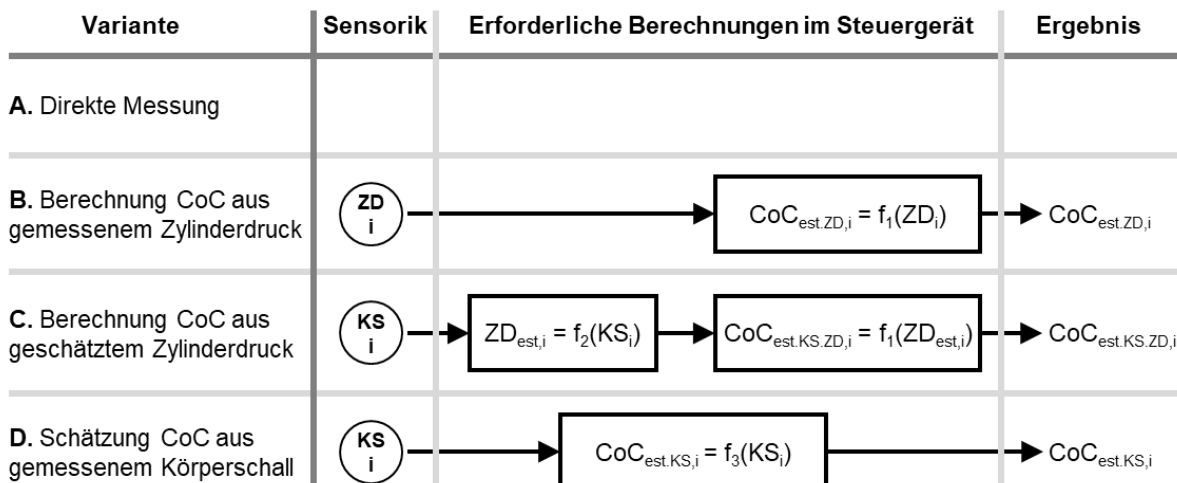 Variante Sensorik Erforderliche Berechnungen im Steuergerät Ergebnis
A. Direkte Messung
B. Berechnung CoC aus
gemessenem Zylinderdruck
ZD
i
CoCest.ZD,i = f1(ZDi)
CoCest.ZD,i
C. Berechnung CoC aus
geschätztem Zylinderdruck
KS
i
ZDest,i = f2(KSi)
CoCest.KS.ZD,i = f1(ZDest,i)
CoCest.KS.ZD,i
D. Schätzung CoC aus
gemessenem Körperschall
KS
i
CoCest.KS,i = f3(KSi)
CoCest.KS,i